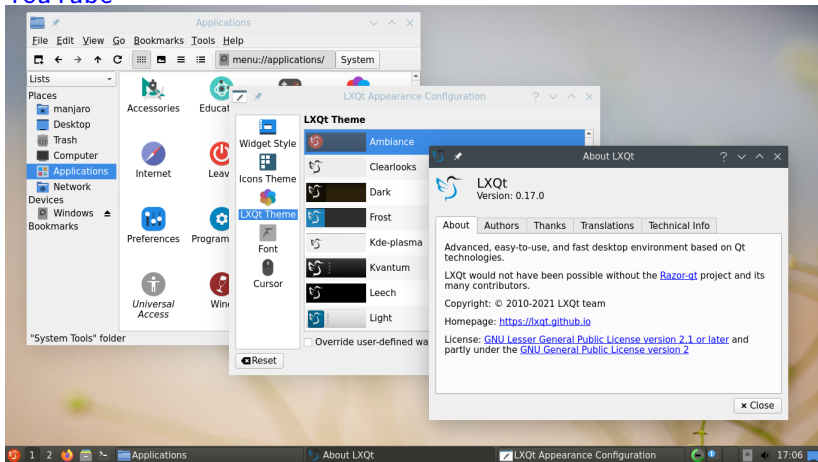 YouTube
Applications
File Edit View Go Bookmarks Tools Help
menu://applications/ System
Lists
Places
manjaro
Desktop
Trash
Computer
Applications
Network
Devices
Windows
Bookmarks
Accessories
Internet
Preferences Program
Universal
Access
"System Tools" folder
LXQt Appearance Configuration
Widget Style
Icons Theme
LXQt Theme
Font
Cursor
LXQt Theme
Ambiance
Clearlooks
Dark
Frost
Kde-plasma
Kvantum
Leech
Light
Override user-defined wa
Reset
About LXQt
LXQt
Version: 0.17.0
About Authors Thanks Translations Technical Info
Advanced, easy-to-use, and fast desktop environment based on Qt
technologies.
LXQt would not have been possible without the Razor-qt project and its
many contributors.
Copyright: © 2010-2021 LXQt team
Homepage: https://lxqt.github.io
License: GNU Lesser General Public License version 2.1 or later and
partly under the GNU General Public License version 2
Close
1 2 Applications About LXQt LXQt Appearance Configuration 17:06